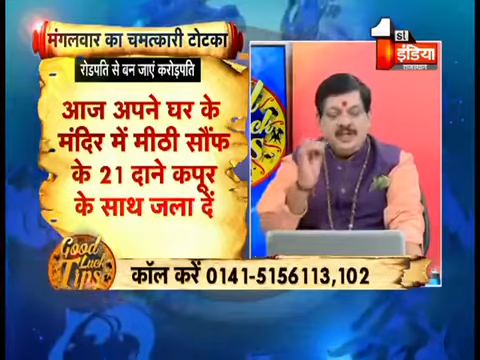 मंगलवार का चमत्कारी टोटका
रोडपति से बन जाएं करोड़पति
1st
इंडिया
राजस्थान
आज अपने घर के
मंदिर में मीठी सौंफ
के 21 दाने कपूर
के साथ जला दें
Good
Luck
Tips
कॉल करें 0141-5156113,102